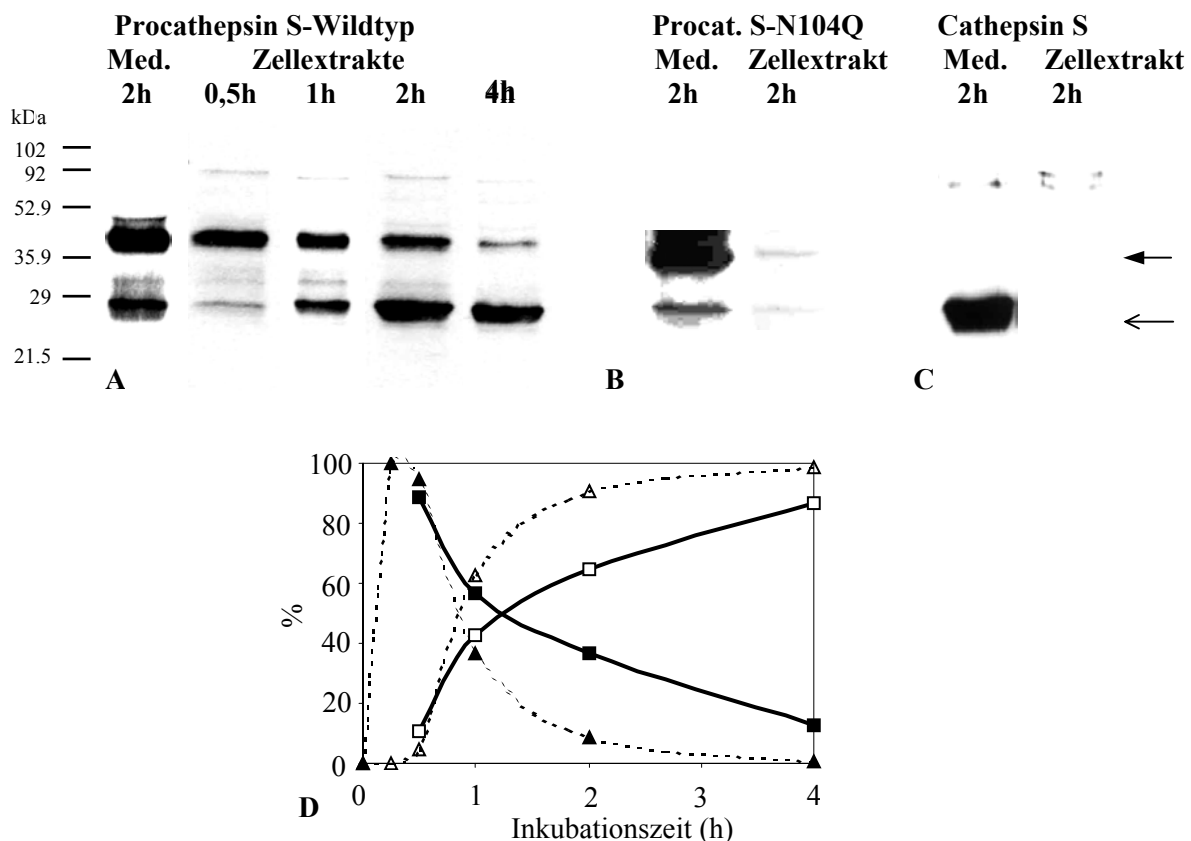 Procathepsin S-Wildtyp
Med. Zellextrakte
2h 0,5h 1h 2h 4h
Procat. S-N104Q
Med. Zellextrakt
2h 2h
Cathepsin S
Med. Zellextrakt
2h 2h
kDa
102
92
52.9
35.9
29
21.5
A
B
C
100
80
60
40
20
0
%
0 1 2 3 4
D
Inkubationszeit (h)